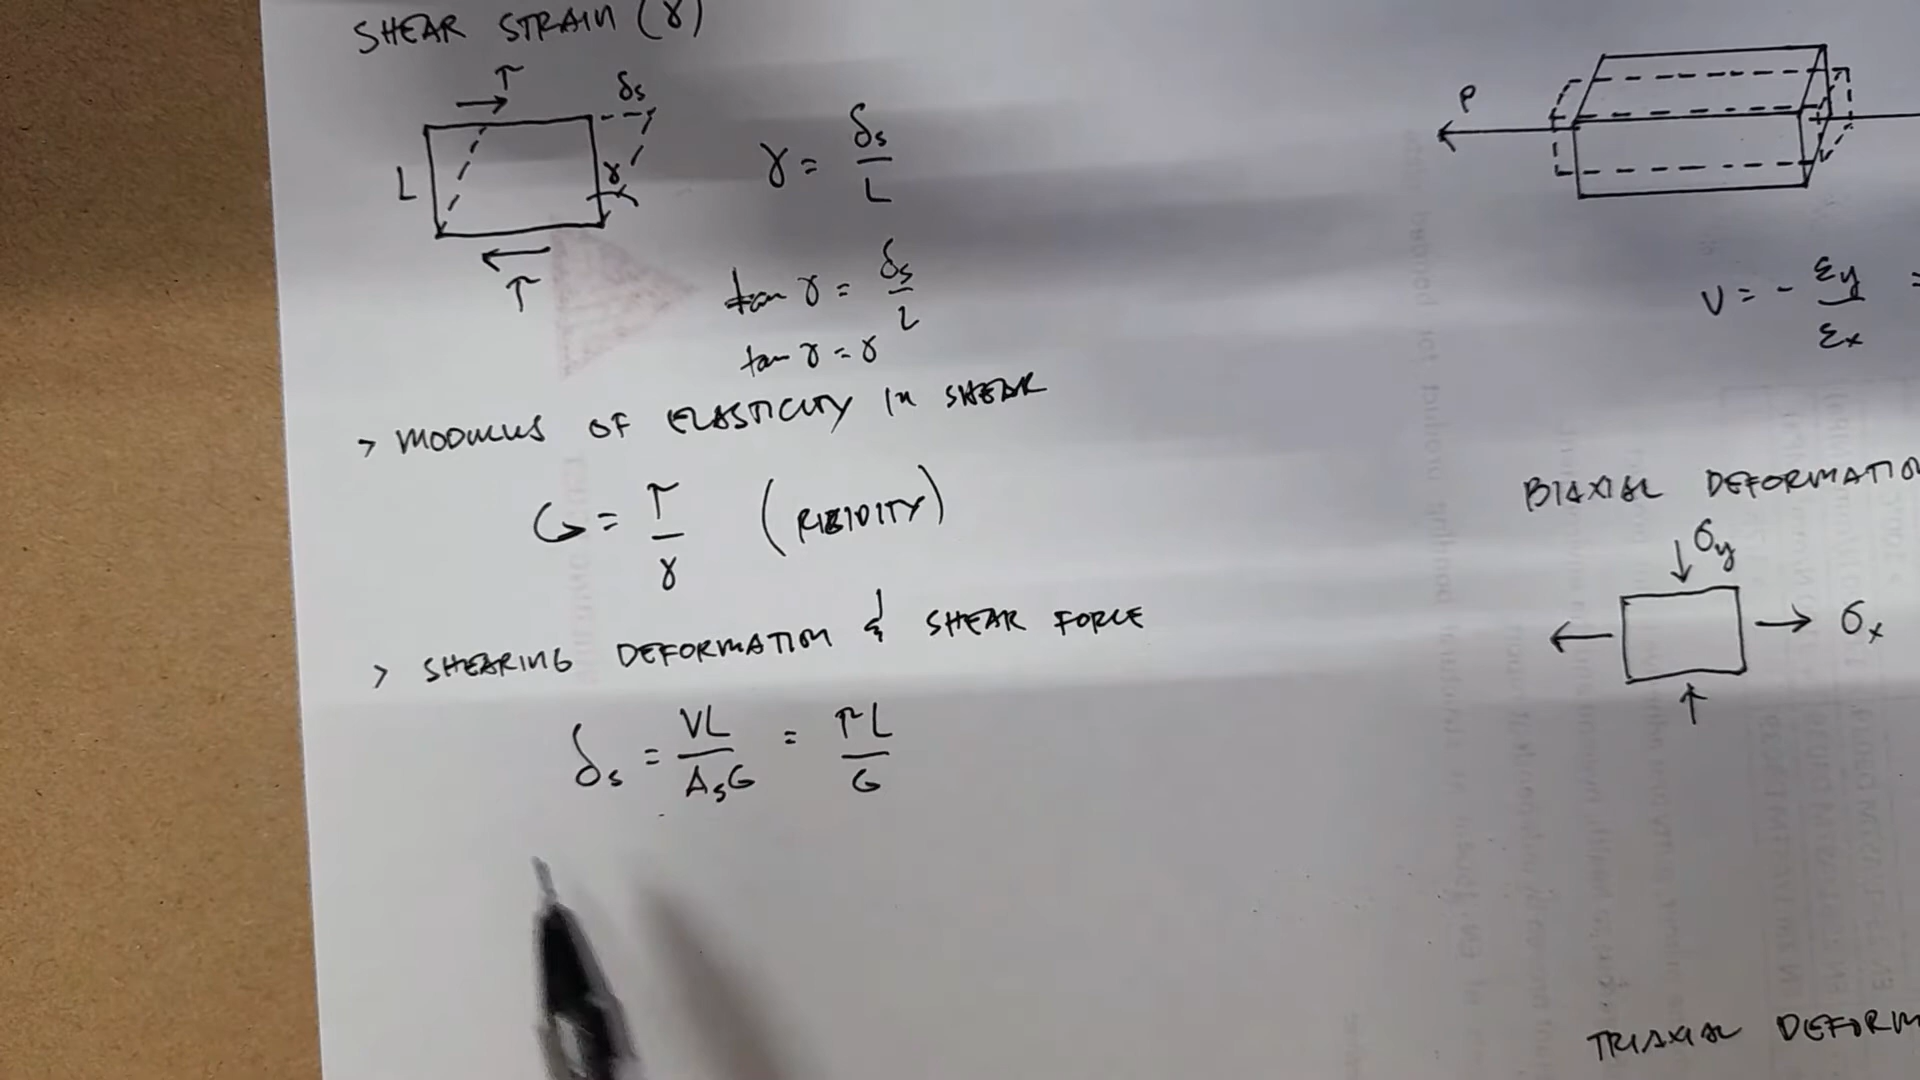 SHEAR STRAIN (γ)
τ
δs
L
γ
τ
γ = δs / L
tan γ = δs / L
tan γ = γ
> MODULUS OF ELASTICITY IN SHEAR
G = τ / γ (RIGIDITY)
> SHEARING DEFORMATION & SHEAR FORCE
δs = VL / AsG = τL / G
P
ν = - εy / εx =
BIAXIAL DEFORMATIO
σy
σx
TRIAXIAL DEFORM